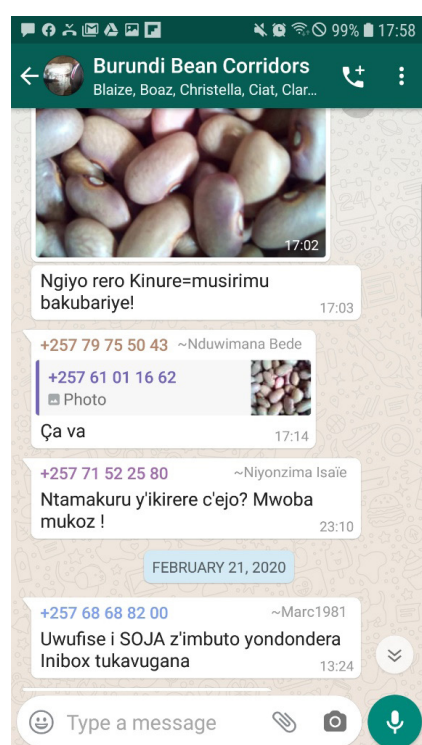 99% 17:58
Burundi Bean Corridors
Blaize, Boaz, Christella, Ciat, Clar...
17:02
Ngiyo rero Kinure=musirimu
bakubariye!
17:03
+257 79 75 50 43 ~Nduwimana Bede
+257 61 01 16 62
Photo
Ça va
17:14
+257 71 52 25 80 ~Niyonzima Isaïe
Ntamakuru y'ikirere c'ejo? Mwoba
mukoz !
23:10
FEBRUARY 21, 2020
+257 68 68 82 00 ~Marc1981
Uwufise i SOJA z'imbuto yondondera
Inibox tukavugana
13:24
Type a message